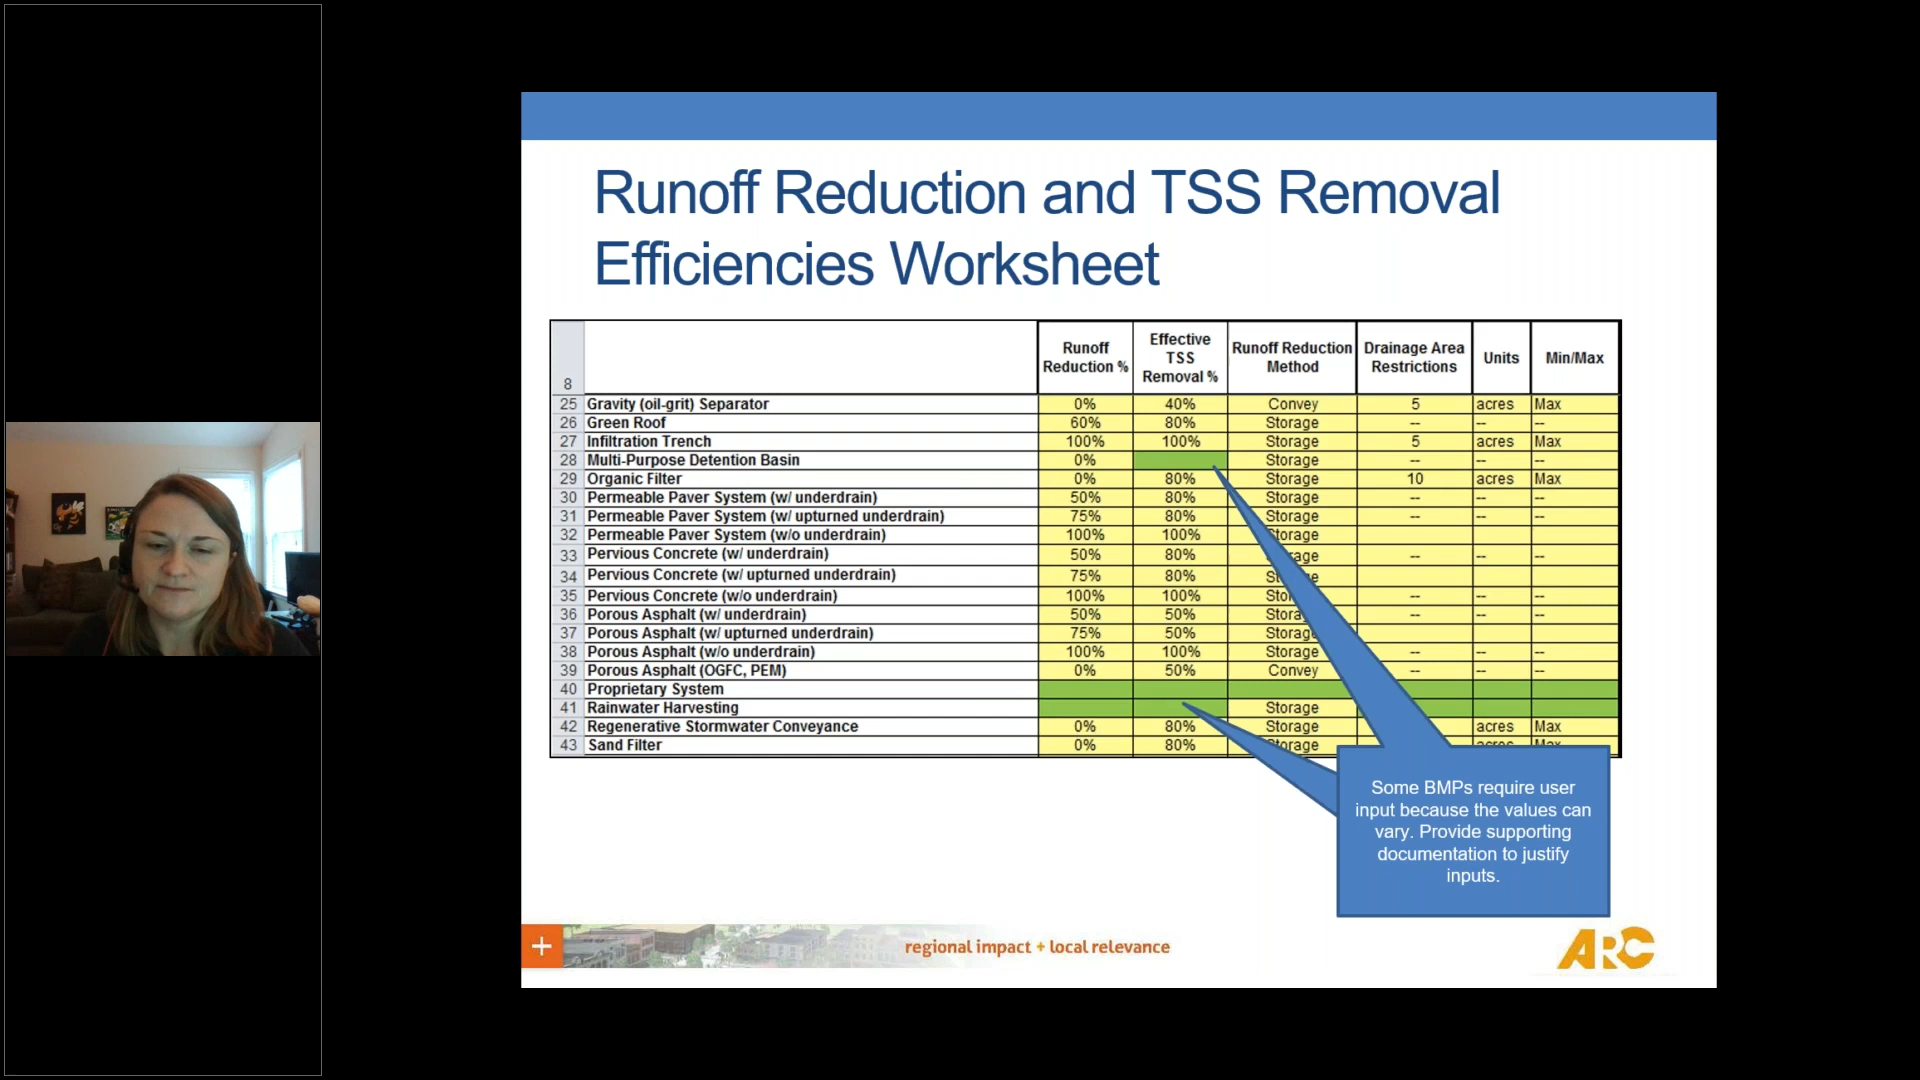 Runoff Reduction and TSS Removal
Efficiencies Worksheet
8 Runoff Reduction % Effective TSS Removal % Runoff Reduction Method Drainage Area Restrictions Units Min/Max
25 Gravity (oil-grit) Separator 0% 40% Convey 5 acres Max
26 Green Roof 60% 80% Storage -- -- --
27 Infiltration Trench 100% 100% Storage 5 acres Max
28 Multi-Purpose Detention Basin 0% Storage -- -- --
29 Organic Filter 0% 80% Storage 10 acres Max
30 Permeable Paver System (w/ underdrain) 50% 80% Storage -- -- --
31 Permeable Paver System (w/ upturned underdrain) 75% 80% Storage -- -- --
32 Permeable Paver System (w/o underdrain) 100% 100%
33 Pervious Concrete (w/ underdrain) 50% 80% -- -- --
34 Pervious Concrete (w/ upturned underdrain) 75% 80%
35 Pervious Concrete (w/o underdrain) 100% 100% -- -- --
36 Porous Asphalt (w/ underdrain) 50% 50% -- -- --
37 Porous Asphalt (w/ upturned underdrain) 75% 50% Storage
38 Porous Asphalt (w/o underdrain) 100% 100% Storage -- -- --
39 Porous Asphalt (OGFC, PEM) 0% 50% Convey -- -- --
40 Proprietary System
41 Rainwater Harvesting Storage
42 Regenerative Stormwater Conveyance 0% 80% Storage acres Max
43 Sand Filter 0% 80% Storage acres Max
Some BMPs require user
input because the values can
vary. Provide supporting
documentation to justify
inputs.
+ regional impact + local relevance
ARC